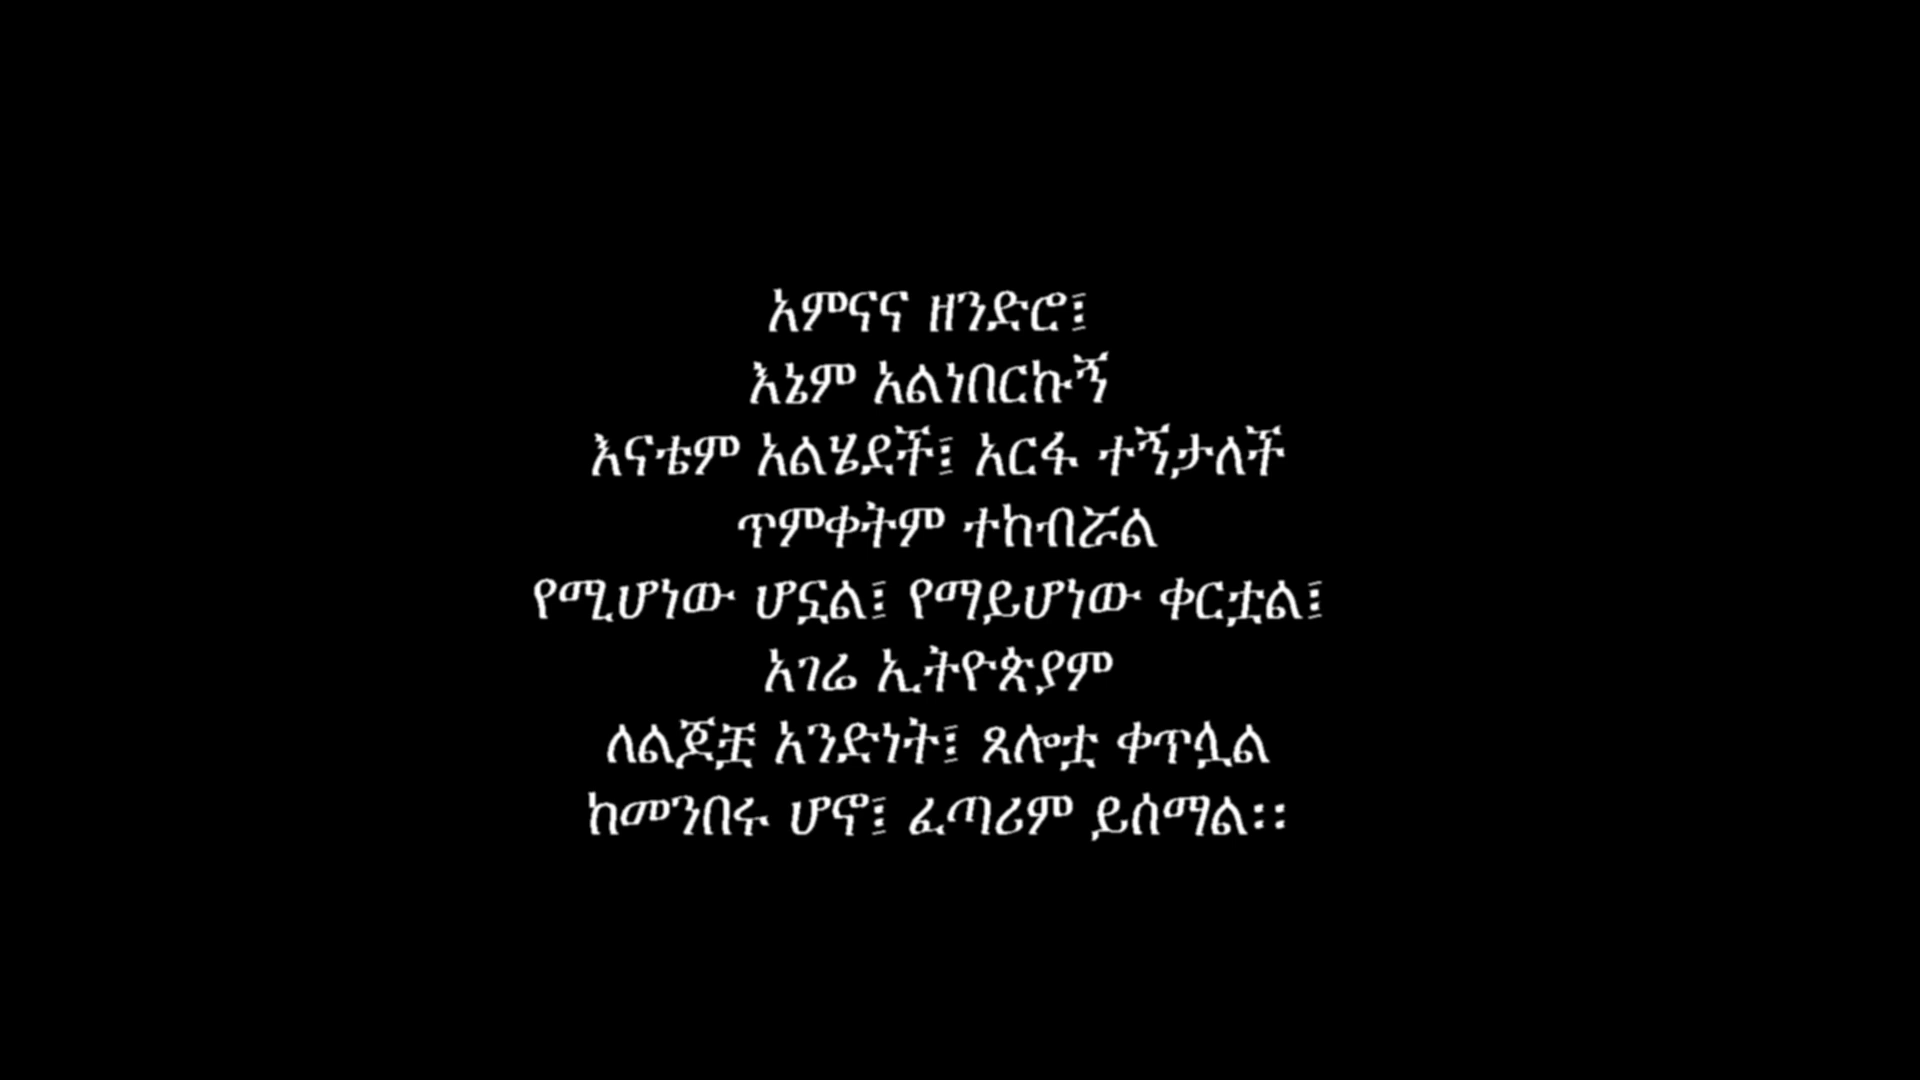 አምናና ዘንድሮ፤
እኔም አልነበርኩኝ
እናቴም አልሄደች፤ አርፋ ተኝታለች
ጥምቀትም ተከብሯል
የሚሆነው ሆኗል፤ የማይሆነው ቀርቷል፤
አገሬ ኢትዮጵያም
ለልጆቿ አንድነት፤ ጸሎቷ ቀጥሏል
ከመንበሩ ሆኖ፤ ፈጣሪም ይሰማል፡፡